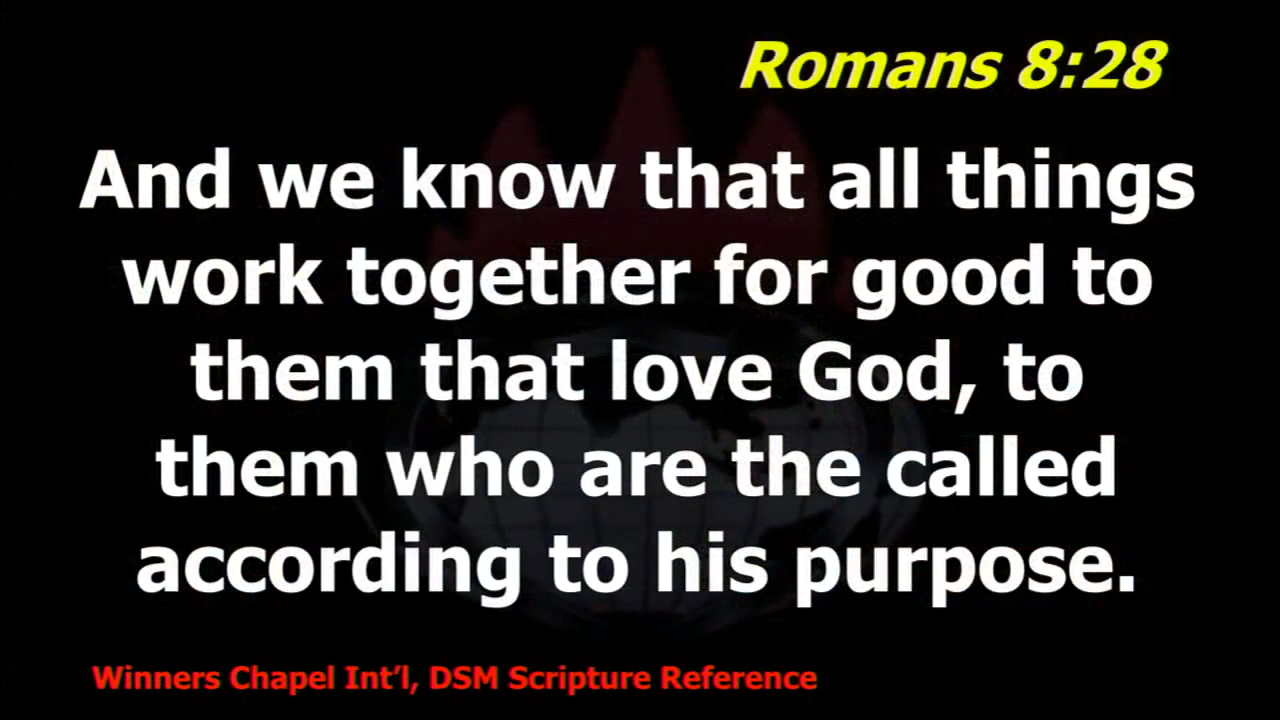 Romans 8:28
And we know that all things
work together for good to
them that love God, to
them who are the called
according to his purpose.
Winners Chapel Int'l, DSM Scripture Reference